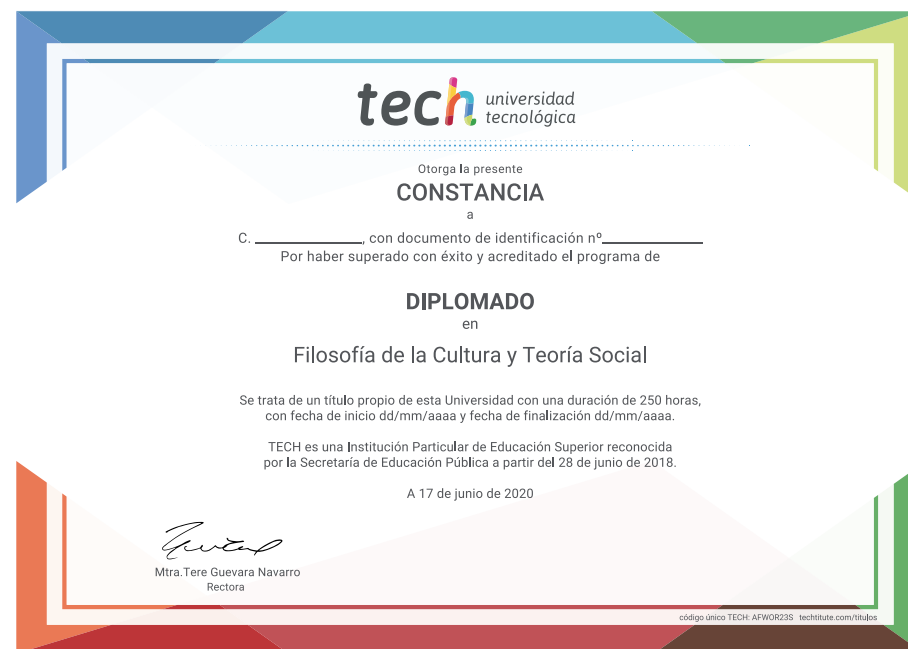 tech universidad
tecnológica
Otorga la presente
CONSTANCIA
a
C. ____________, con documento de identificación nº____________
Por haber superado con éxito y acreditado el programa de
DIPLOMADO
en
Filosofía de la Cultura y Teoría Social
Se trata de un título propio de esta Universidad con una duración de 250 horas,
con fecha de inicio dd/mm/aaaa y fecha de finalización dd/mm/aaaa.
TECH es una Institución Particular de Educación Superior reconocida
por la Secretaría de Educación Pública a partir del 28 de junio de 2018.
A 17 de junio de 2020
Mtra.Tere Guevara Navarro
Rectora
código único TECH: AFWOR23S techtitute.com/titulos